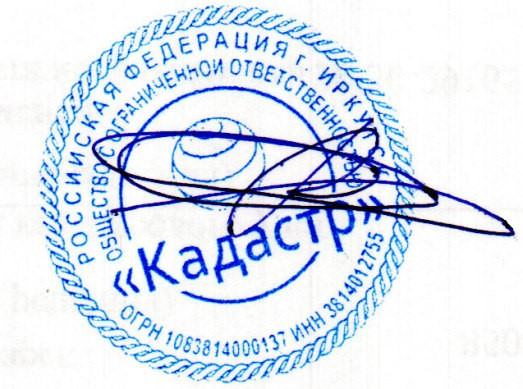 РОССИЙСКАЯ ФЕДЕРАЦИЯ г. ИРКУТСК
ОБЩЕСТВО С ОГРАНИЧЕННОЙ ОТВЕТСТВЕННОСТЬЮ
«Кадастр»
ОГРН 1083814000137 ИНН 3814012755